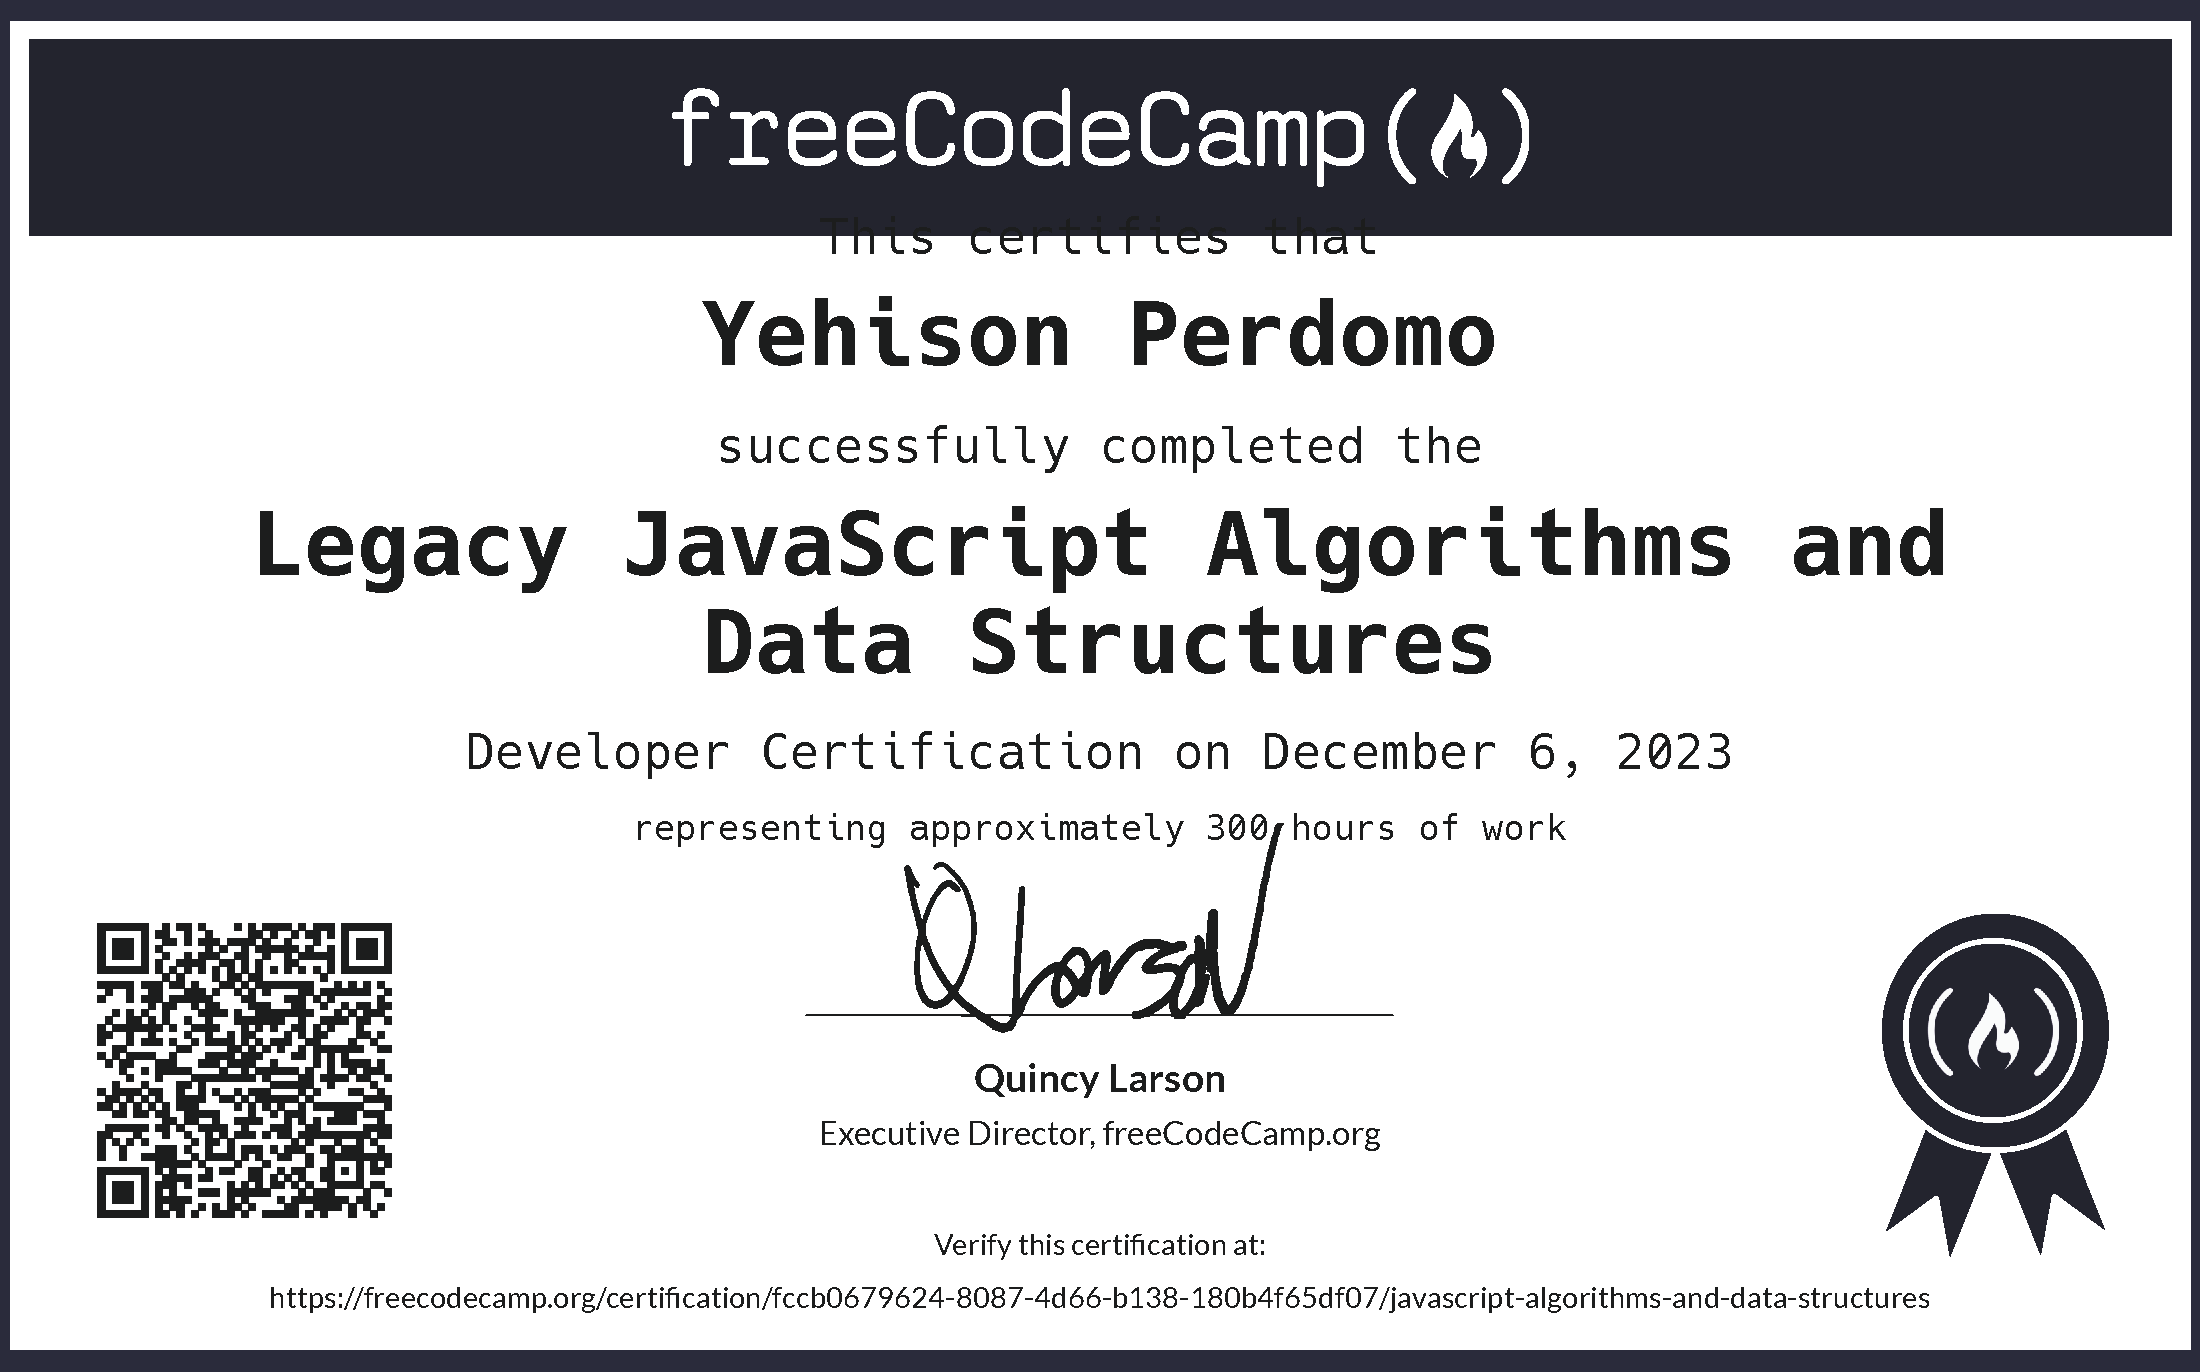 freeCodeCamp
This certifies that
Yehison Perdomo
successfully completed the
Legacy JavaScript Algorithms and
Data Structures
Developer Certification on December 6, 2023
representing approximately 300 hours of work
Q Larson
Quincy Larson
Executive Director, freeCodeCamp.org
Verify this certification at:
https://freecodecamp.org/certification/fccb0679624-8087-4d66-b138-180b4f65df07/javascript-algorithms-and-data-structures